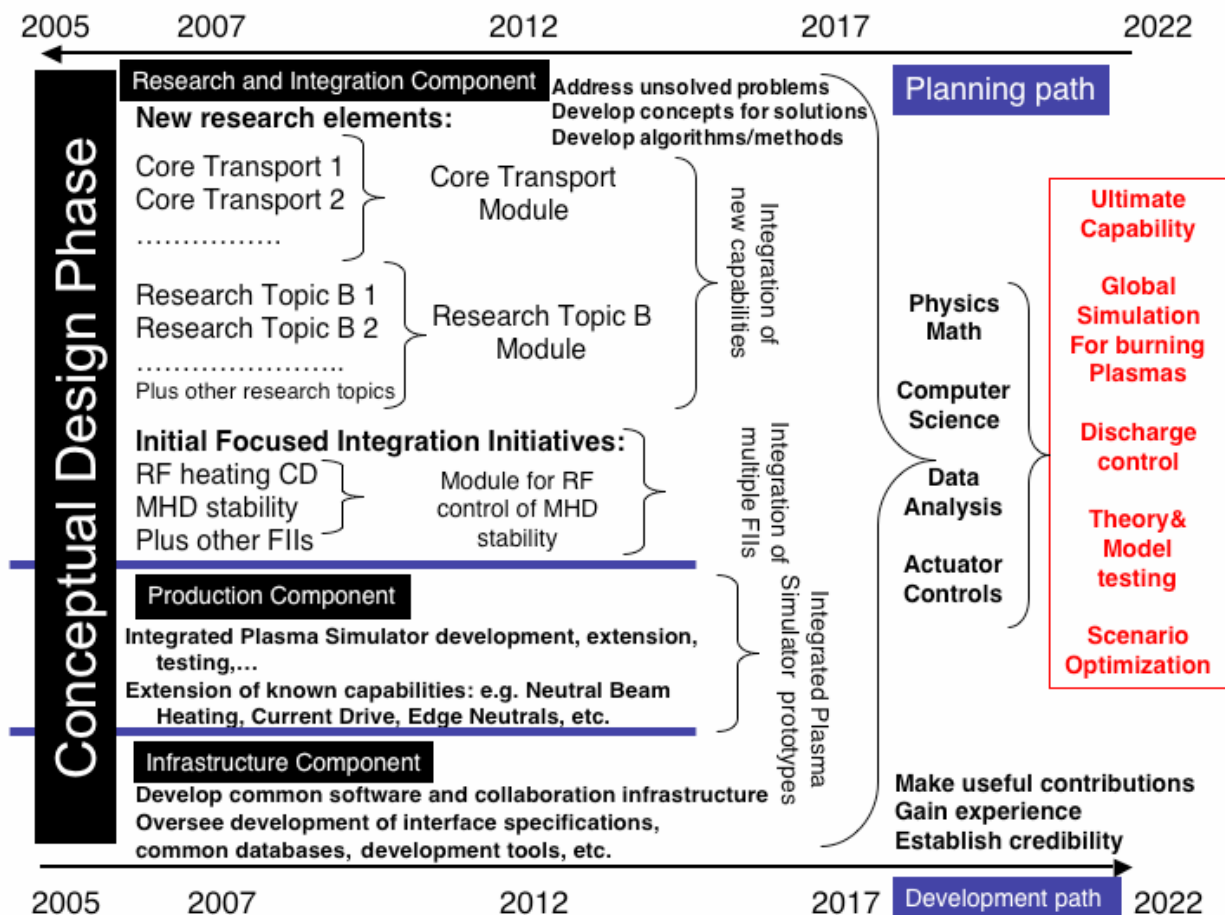 2005 2007 2012 2017 2022
Conceptual Design Phase
Research and Integration Component
Address unsolved problems
Develop concepts for solutions
Develop algorithms/methods
Planning path
New research elements:
Core Transport 1
Core Transport 2
................
Core Transport
Module
Research Topic B 1
Research Topic B 2
.......................
Plus other research topics
Research Topic B
Module
Integration of
new capabilities
Initial Focused Integration Initiatives:
RF heating CD
MHD stability
Plus other FIIs
Module for RF
control of MHD
stability
Integration of
multiple FIIs
Production Component
Integrated Plasma Simulator development, extension,
testing,...
Extension of known capabilities: e.g. Neutral Beam
Heating, Current Drive, Edge Neutrals, etc.
Integrated Plasma
Simulator prototypes
Infrastructure Component
Develop common software and collaboration infrastructure
Oversee development of interface specifications,
common databases, development tools, etc.
Physics
Math
Computer
Science
Data
Analysis
Actuator
Controls
Ultimate
Capability
Global
Simulation
For burning
Plasmas
Discharge
control
Theory&
Model
testing
Scenario
Optimization
Make useful contributions
Gain experience
Establish credibility
2005 2007 2012 2017 Development path 2022